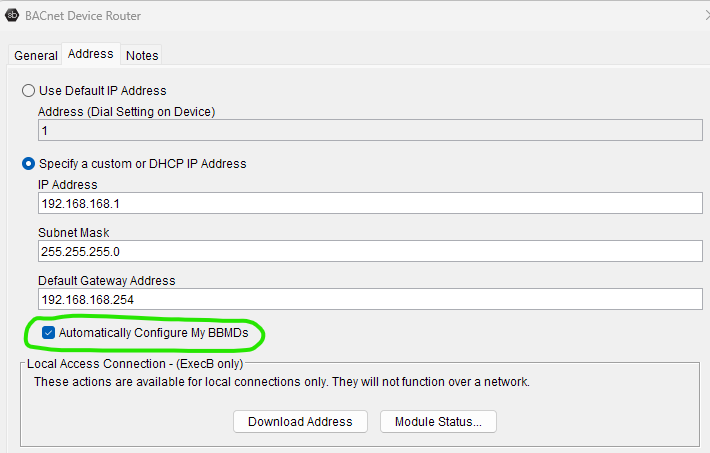 sb BACnet Device Router
General Address Notes
Use Default IP Address
Address (Dial Setting on Device)
1
Specify a custom or DHCP IP Address
IP Address
192.168.168.1
Subnet Mask
255.255.255.0
Default Gateway Address
192.168.168.254
Automatically Configure My BBMDs
Local Access Connection - (ExecB only)
These actions are available for local connections only. They will not function over a network.
Download Address Module Status...